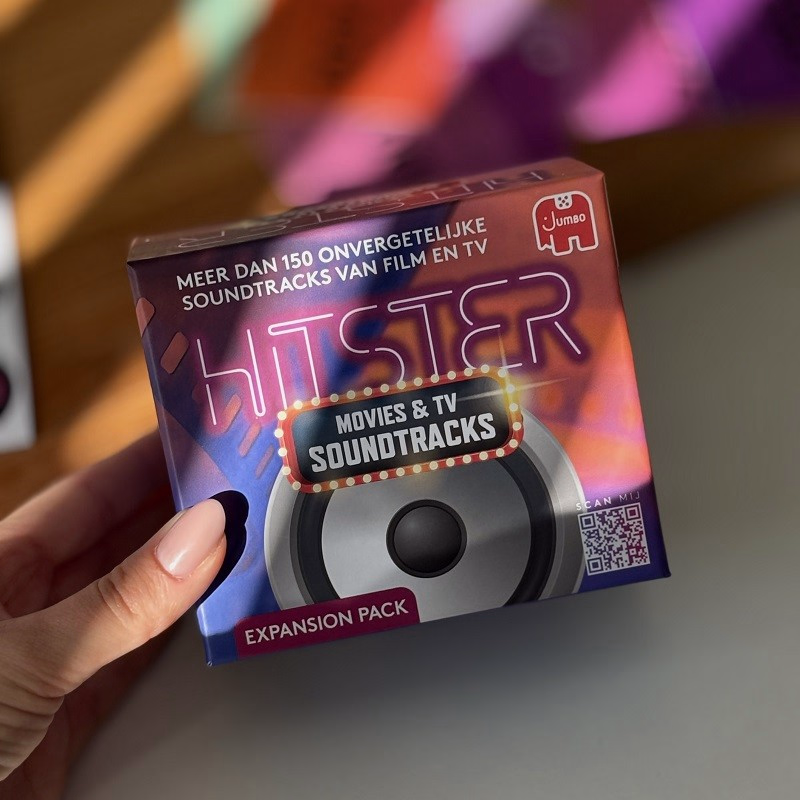 MEER DAN 150 ONVERGETELIJKE
SOUNDTRACKS VAN FILM EN TV
Jumbo
HITSTER
MOVIES & TV
SOUNDTRACKS
SCAN MIJ
EXPANSION PACK